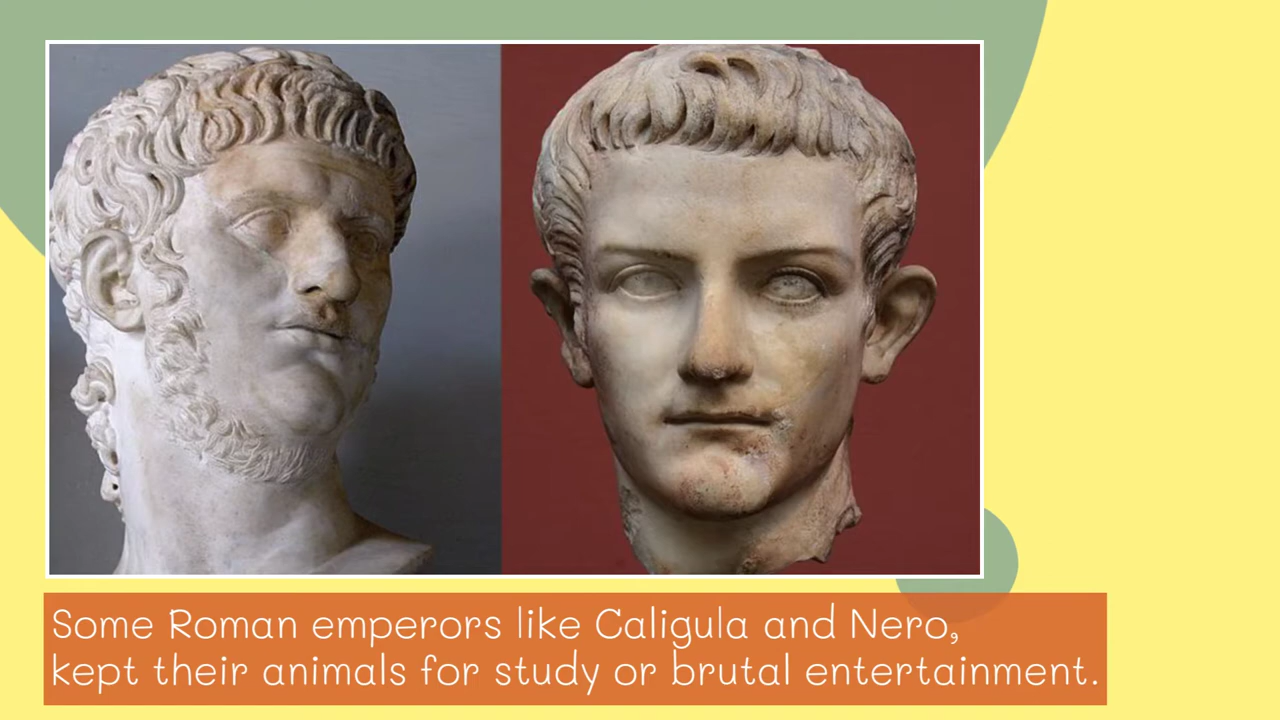 Some Roman emperors like Caligula and Nero,
kept their animals for study or brutal entertainment.